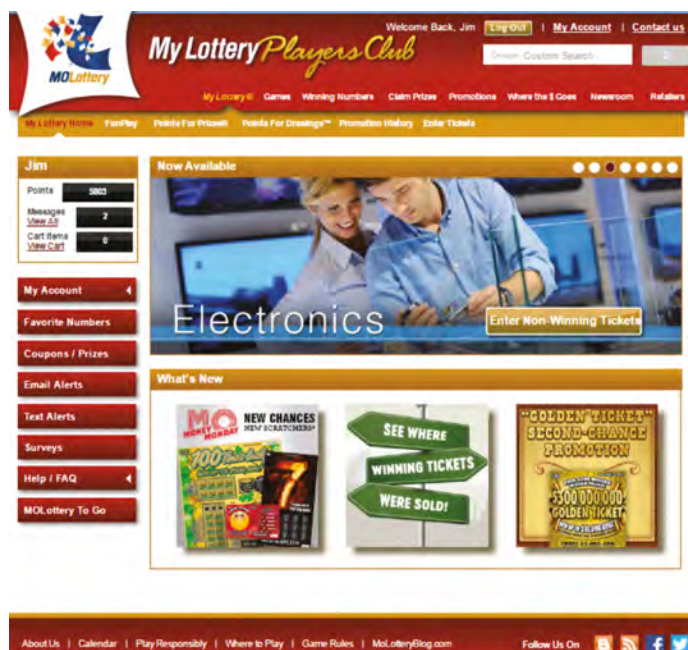 Welcome Back, Jim Log Out | My Account | Contact us
My Lottery Players Club
MOLottery
Custom Search
My Lottery® Games Winning Numbers Claim Prizes Promotions Where the $ Goes Newsroom Retailers
My Lottery Home FunPlay Points For Prizes® Points For Drawings℠ Promotion History Enter Tickets
Jim
Points 5803
Messages 2
View All
Cart Items 0
View Cart
My Account
Favorite Numbers
Coupons / Prizes
Email Alerts
Text Alerts
Surveys
Help / FAQ
MOLottery To Go
Now Available
Electronics
Enter Non-Winning Tickets
What's New
MO
MONEY
MONDAY
NEW CHANCES
NEW SCRATCHERS*
7
SEE WHERE
WINNING TICKETS
WERE SOLD!
"GOLDEN TICKET"
SECOND-CHANCE
PROMOTION
$300,000,000
GOLDEN TICKET
About Us | Calendar | Play Responsibly | Where to Play | Game Rules | MoLotteryBlog.com
Follow Us On